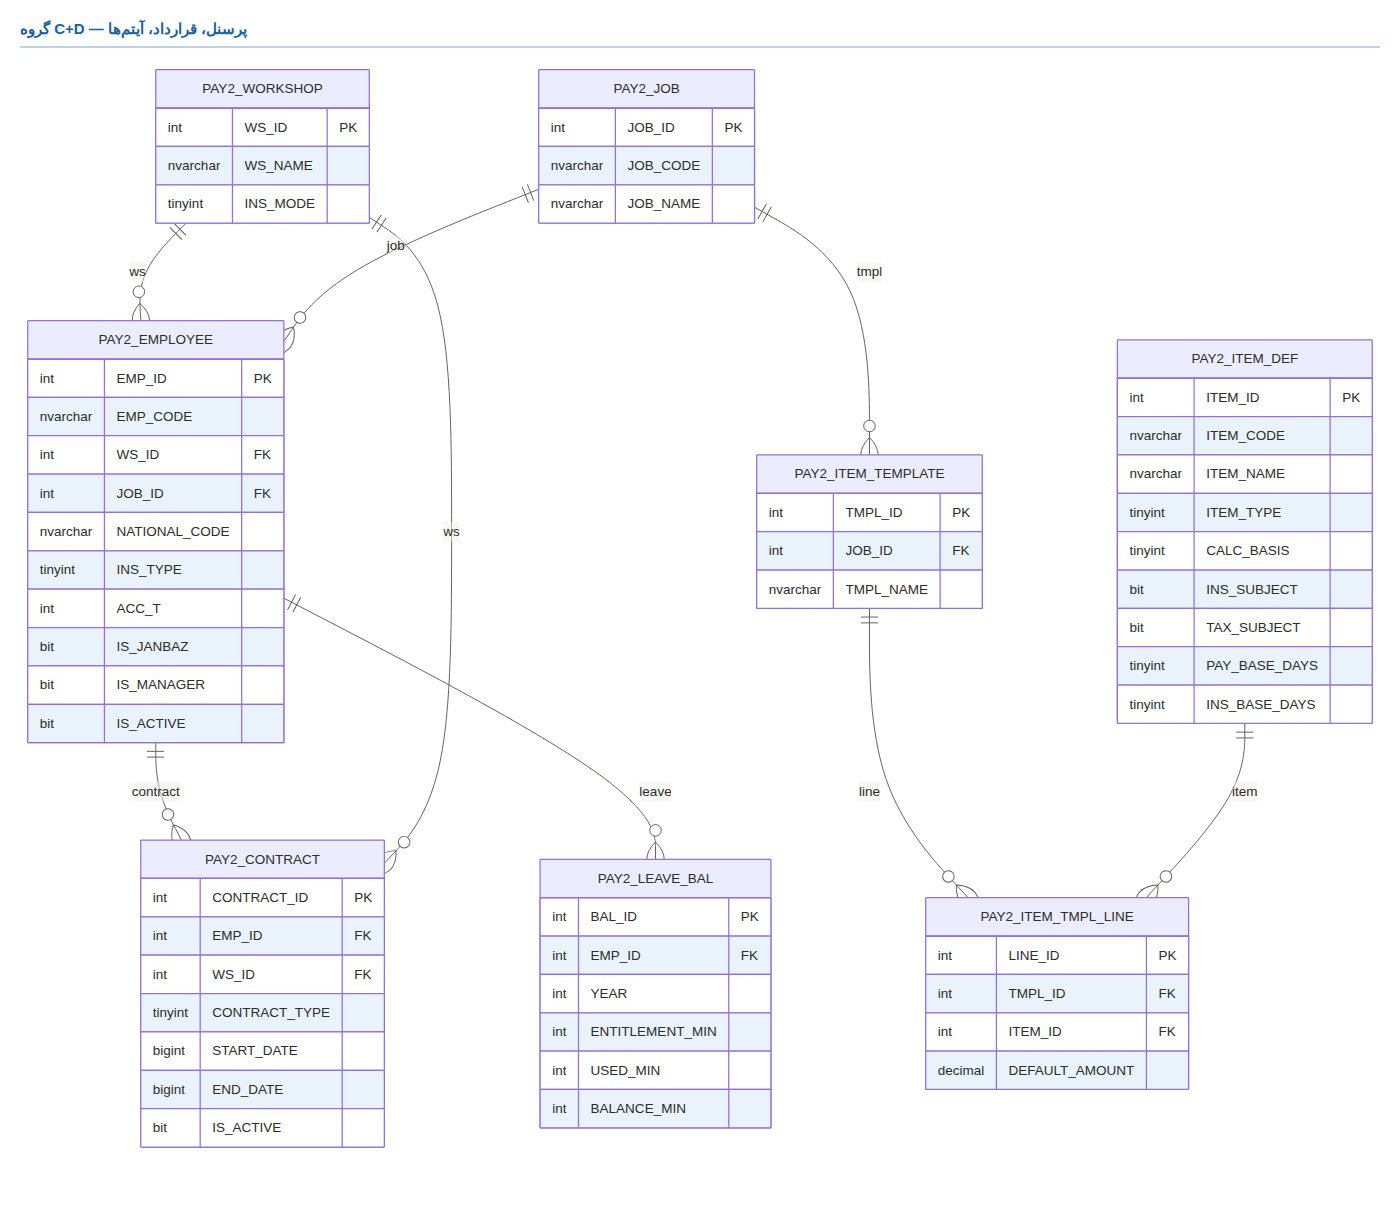 گروه C+D — پرسنل، قرارداد، آیتم‌ها
PAY2_WORKSHOP
int WS_ID PK
nvarchar WS_NAME
tinyint INS_MODE
PAY2_JOB
int JOB_ID PK
nvarchar JOB_CODE
nvarchar JOB_NAME
job
ws
tmpl
PAY2_EMPLOYEE
int EMP_ID PK
nvarchar EMP_CODE
int WS_ID FK
int JOB_ID FK
nvarchar NATIONAL_CODE
tinyint INS_TYPE
int ACC_T
bit IS_JANBAZ
bit IS_MANAGER
bit IS_ACTIVE
ws
PAY2_ITEM_TEMPLATE
int TMPL_ID PK
int JOB_ID FK
nvarchar TMPL_NAME
PAY2_ITEM_DEF
int ITEM_ID PK
nvarchar ITEM_CODE
nvarchar ITEM_NAME
tinyint ITEM_TYPE
tinyint CALC_BASIS
bit INS_SUBJECT
bit TAX_SUBJECT
tinyint PAY_BASE_DAYS
tinyint INS_BASE_DAYS
contract
leave
line
item
PAY2_CONTRACT
int CONTRACT_ID PK
int EMP_ID FK
int WS_ID FK
tinyint CONTRACT_TYPE
bigint START_DATE
bigint END_DATE
bit IS_ACTIVE
PAY2_LEAVE_BAL
int BAL_ID PK
int EMP_ID FK
int YEAR
int ENTITLEMENT_MIN
int USED_MIN
int BALANCE_MIN
PAY2_ITEM_TMPL_LINE
int LINE_ID PK
int TMPL_ID FK
int ITEM_ID FK
decimal DEFAULT_AMOUNT